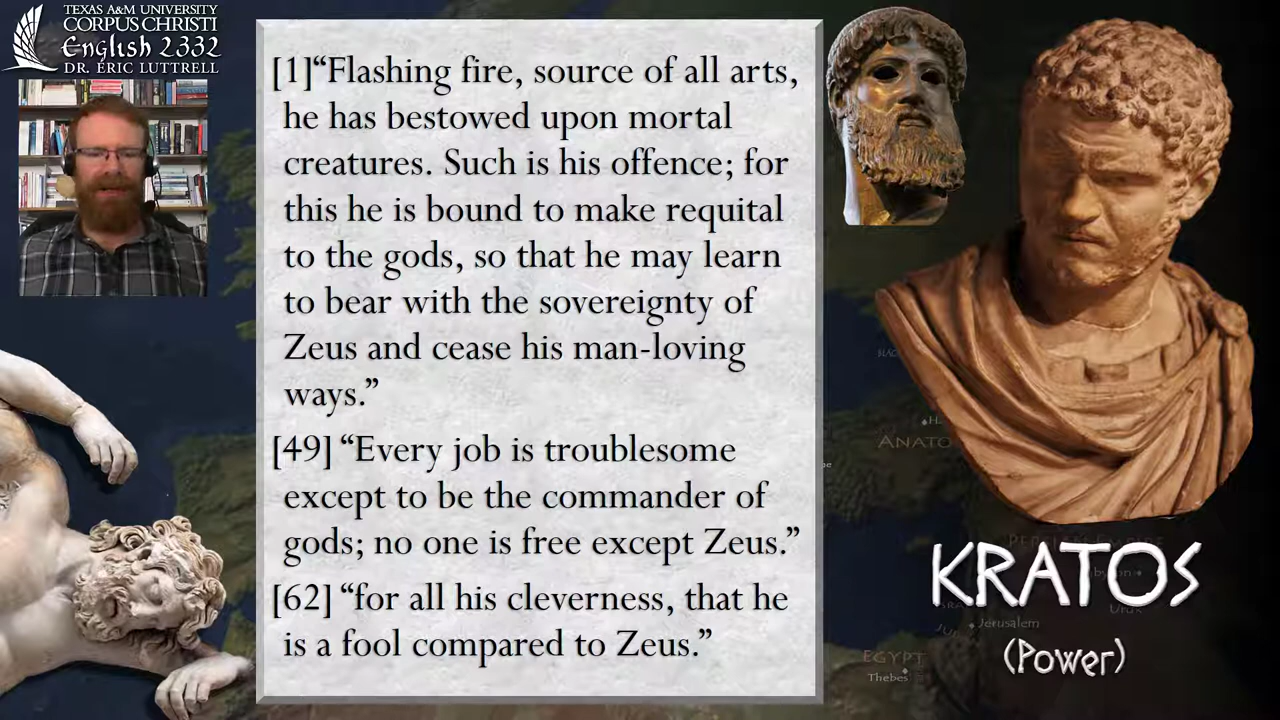 TEXAS A&M UNIVERSITY
CORPUS CHRISTI
English 2332
DR. ERIC LUTTRELL
[1]“Flashing fire, source of all arts,
he has bestowed upon mortal
creatures. Such is his offence; for
this he is bound to make requital
to the gods, so that he may learn
to bear with the sovereignty of
Zeus and cease his man-loving
ways.”
[49] “Every job is troublesome
except to be the commander of
gods; no one is free except Zeus.”
[62] “for all his cleverness, that he
is a fool compared to Zeus.”
ANATO
PERSIAN EMPIRE
KRATOS
Uruk
Jerusalem
(Power)
EGYPT
Thebes